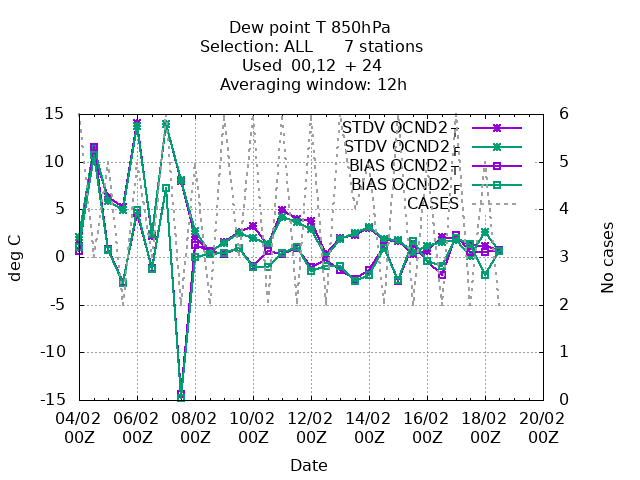 Dew point T 850hPa
Selection: ALL 7 stations
Used 00,12 + 24
Averaging window: 12h
15
10
5
0
-5
-10
-15
deg C
6
5
4
3
2
1
0
No cases
STDV OCND2_T
STDV OCND2_F
BIAS OCND2_T
BIAS OCND2_F
CASES
04/02 06/02 08/02 10/02 12/02 14/02 16/02 18/02 20/02
00Z 00Z 00Z 00Z 00Z 00Z 00Z 00Z 00Z
Date